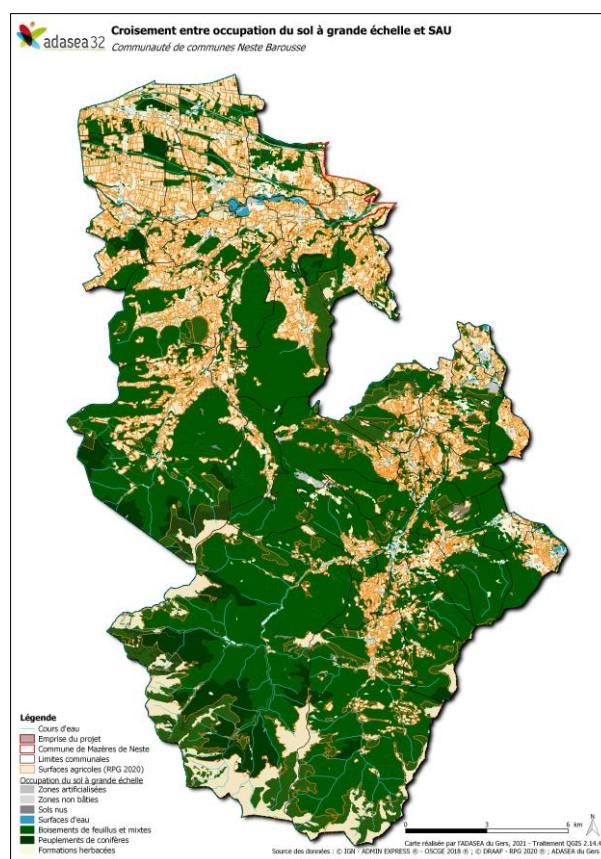 adasea32
Croisement entre occupation du sol à grande échelle et SAU
Communauté de communes Neste Barousse
Légende
Cours d'eau
Emprise du projet
Commune de Mazères de Neste
Limites communales
Surfaces agricoles (RPG 2020)
Occupation du sol à grande échelle
Zones artificialisées
Zones non bâties
Sols nus
Surfaces d'eau
Boisements de feuillus et mixtes
Peuplements de conifères
Formations herbacées
0 3 6 km
N
Carte réalisée par l'ADASEA du Gers, 2021 - Traitement QGIS 2.14.4
Source des données : © IGN - ADMIN EXPRESS ® - OSCGE 2018 ® ; © DRAAF - RPG 2020 ® ; ADASEA du Gers